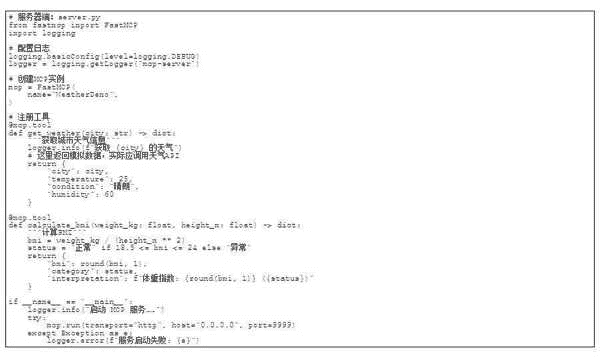 # 服务器端: server.py
from fastmcp import FastMCP
import logging
# 配置日志
logging.basicConfig(level=logging.DEBUG)
logger = logging.getLogger("mcp-server")
# 创建MCP实例
mcp = FastMCP(
    name="WeatherDemo",
)
# 注册工具
@mcp.tool
def get_weather(city: str) -> dict:
    """获取城市天气信息"""
    logger.info(f"获取 {city} 的天气")
    # 这里返回模拟数据，实际应调用天气API
    return {
        "city": city,
        "temperature": 25,
        "condition": "晴朗",
        "humidity": 60
    }
@mcp.tool
def calculate_bmi(weight_kg: float, height_m: float) -> dict:
    """计算BMI"""
    bmi = weight_kg / (height_m ** 2)
    status = "正常" if 18.5 <= bmi <= 24 else "异常"
    return {
        "bmi": round(bmi, 1),
        "category": status,
        "interpretation": f"体重指数: {round(bmi, 1)} ({status})"
    }
if __name__ == "__main__":
    logger.info("启动 MCP 服务……")
    try:
        mcp.run(transport="http", host="0.0.0.0", port=9999)
    except Exception as e:
        logger.error(f"服务启动失败: {e}")